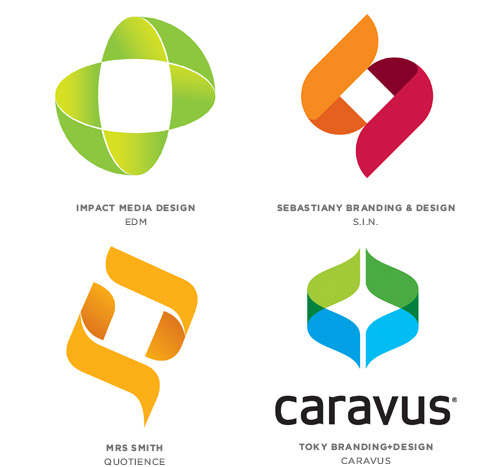 IMPACT MEDIA DESIGN
EDM
SEBASTIANY BRANDING & DESIGN
S.I.N.
caravus®
MRS SMITH
QUOTIENCE
TOKY BRANDING+DESIGN
CARAVUS